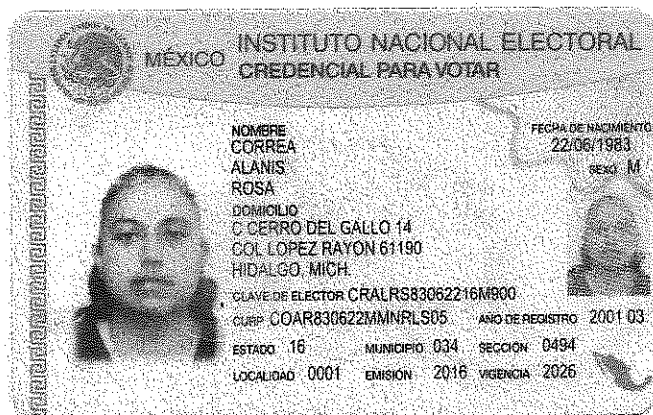 MÉXICO INSTITUTO NACIONAL ELECTORAL
CREDENCIAL PARA VOTAR
NOMBRE
CORREA
ALANIS
ROSA
FECHA DE NACIMIENTO
22/06/1983
SEXO M
DOMICILIO
C CERRO DEL GALLO 14
COL LOPEZ RAYON 61190
HIDALGO, MICH.
CLAVE DE ELECTOR CRALRS83062216M900
CURP COAR830622MMNRLS05 AÑO DE REGISTRO 2001 03
ESTADO 16 MUNICIPIO 034 SECCIÓN 0494
LOCALIDAD 0001 EMISIÓN 2016 VIGENCIA 2026